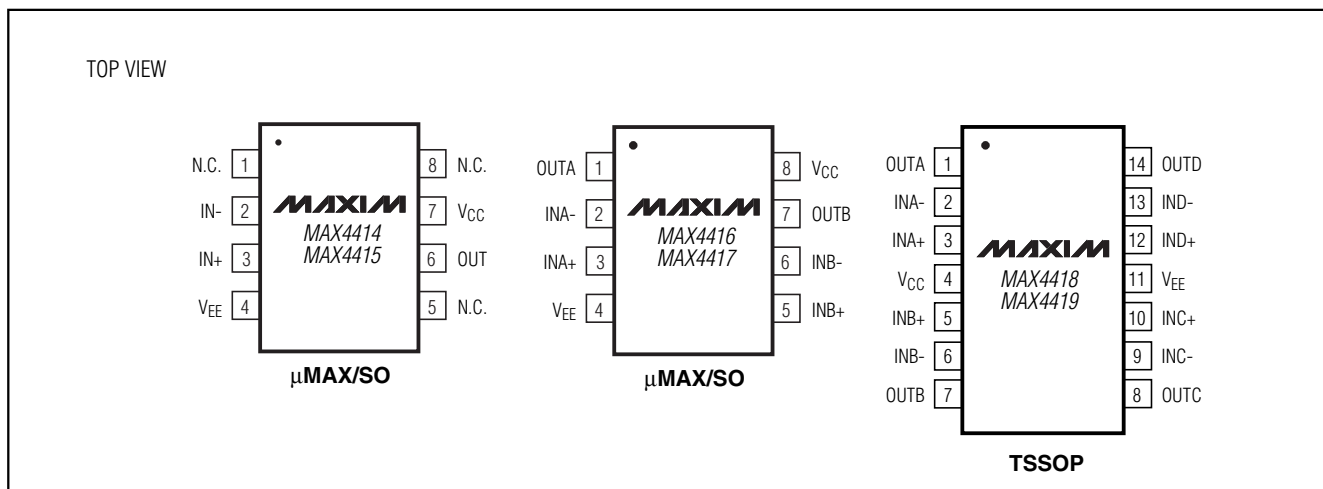 TOP VIEW
N.C. 1 8 N.C.
IN- 2 7 VCC
IN+ 3 6 OUT
VEE 4 5 N.C.
MAXIM
MAX4414
MAX4415
µMAX/SO
OUTA 1 8 VCC
INA- 2 7 OUTB
INA+ 3 6 INB-
VEE 4 5 INB+
MAXIM
MAX4416
MAX4417
µMAX/SO
OUTA 1 14 OUTD
INA- 2 13 IND-
INA+ 3 12 IND+
VCC 4 11 VEE
INB+ 5 10 INC+
INB- 6 9 INC-
OUTB 7 8 OUTC
MAXIM
MAX4418
MAX4419
TSSOP